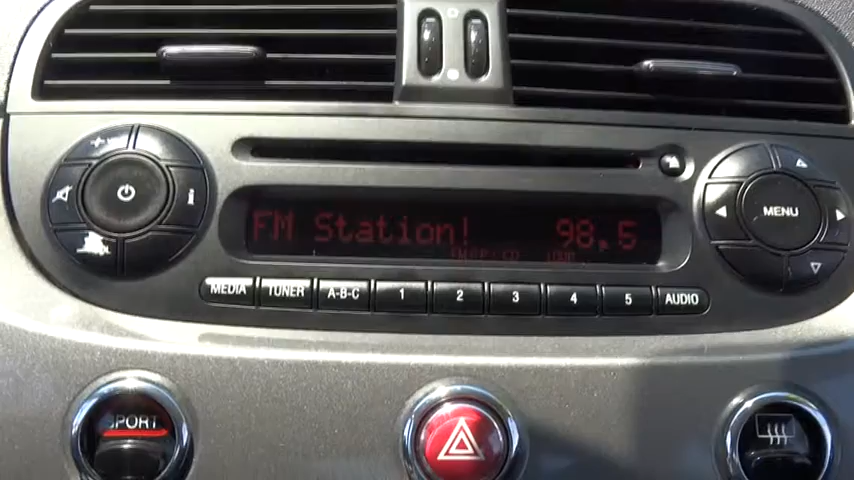 FM Station! 98.5
i
MENU
MEDIA TUNER A-B-C 1 2 3 4 5 AUDIO
SPORT